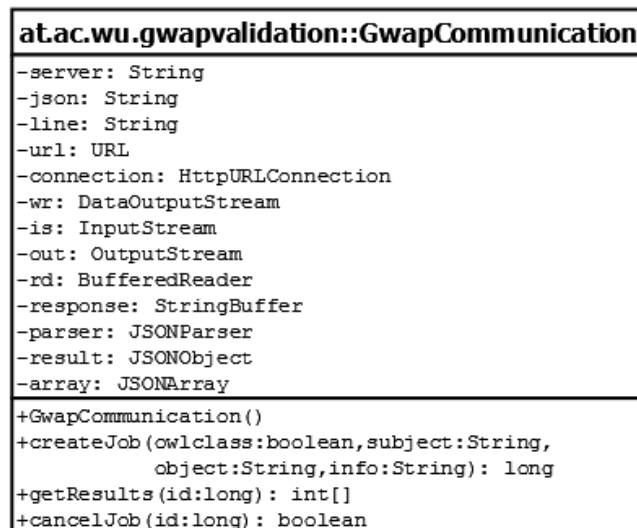 at.ac.wu.gwapvalidation::GwapCommunication
-server: String
-json: String
-line: String
-url: URL
-connection: HttpURLConnection
-wr: DataOutputStream
-is: InputStream
-out: OutputStream
-rd: BufferedReader
-response: StringBuffer
-parser: JSONParser
-result: JSONObject
-array: JSONArray
+GwapCommunication()
+createJob(owlclass:boolean,subject:String,
object:String,info:String): long
+getResults(id:long): int[]
+cancelJob(id:long): boolean